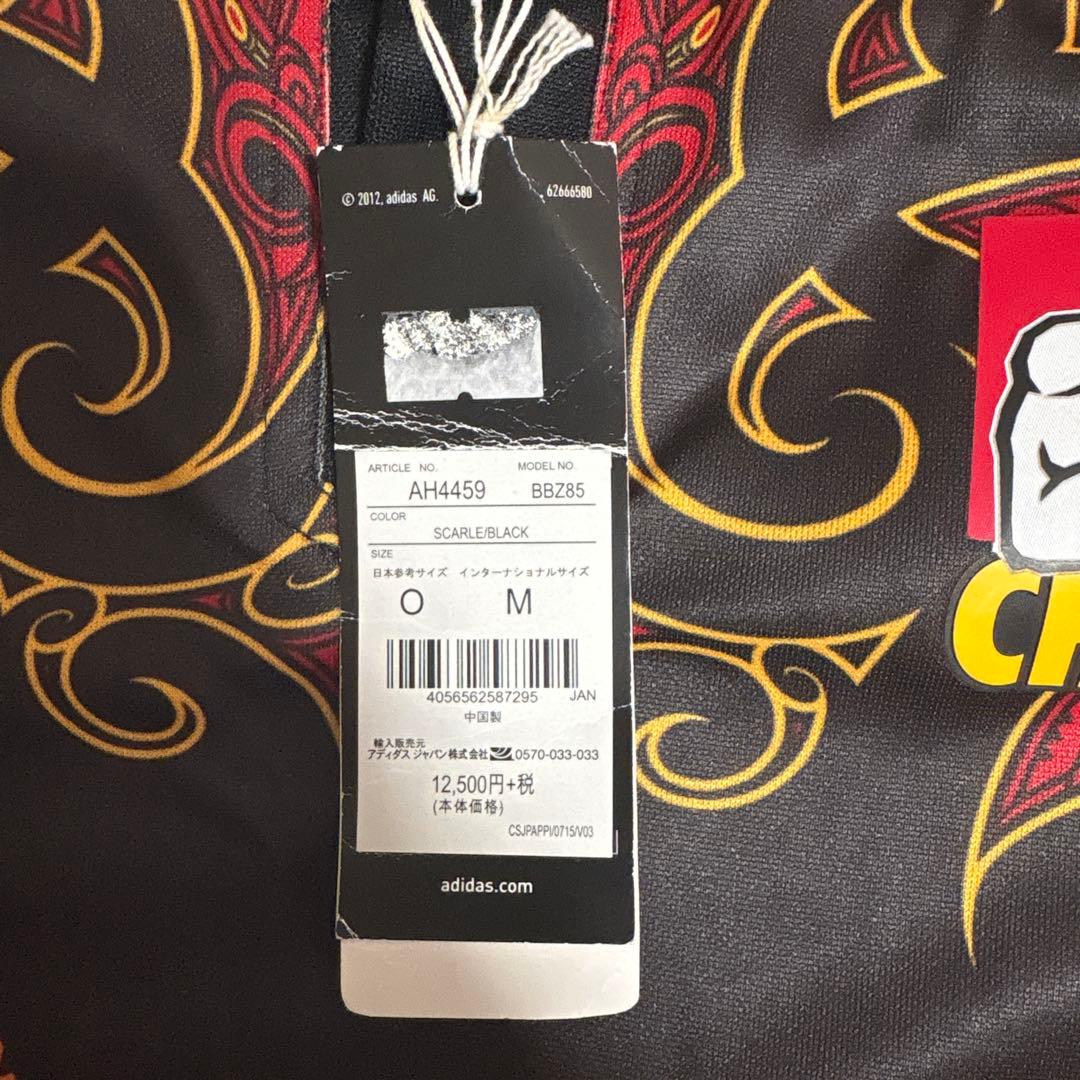 © 2012, adidas AG.
62666580
ARTICLE NO.
MODEL NO.
AH4459
BBZ85
COLOR
SCARLE/BLACK
SIZE
日本参考サイズ インターナショナルサイズ
O M
4056562587295 JAN
中国製
輸入販売元
アディダス ジャパン株式会社 0570-033-033
12,500円+税
(本体価格)
CSJPAPPI/0715/V03
adidas.com